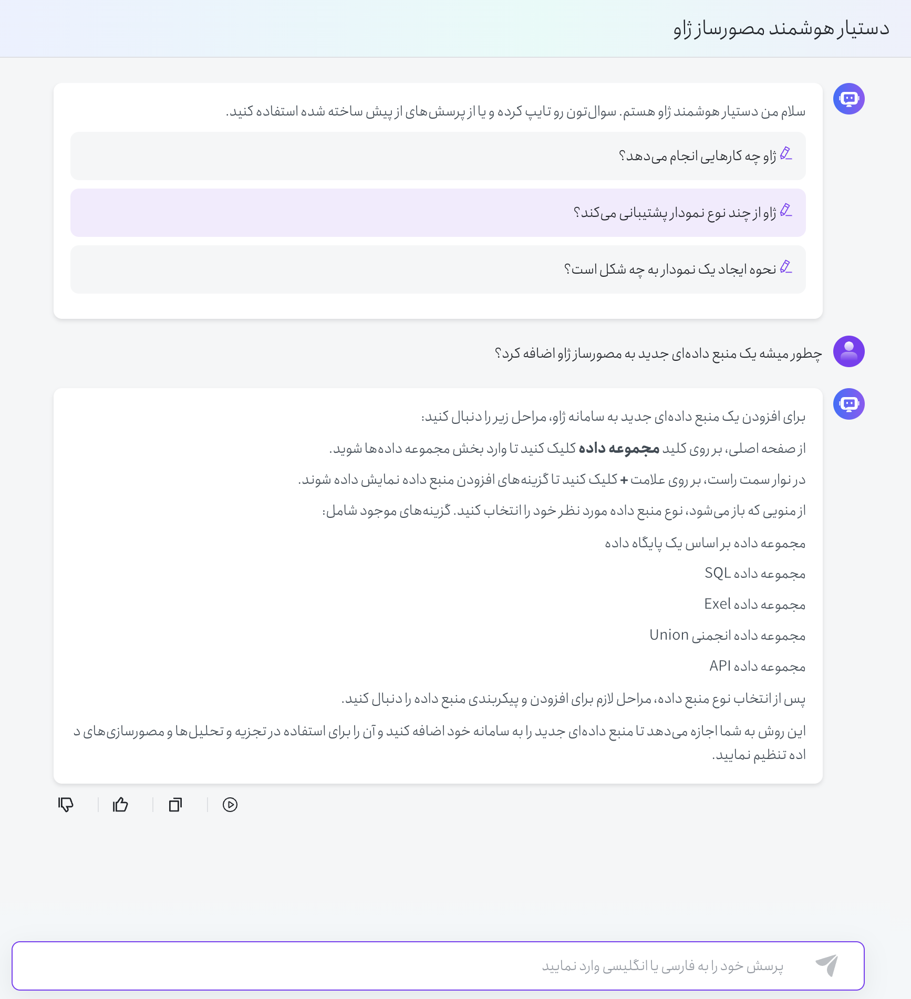 دستیار هوشمند مصورساز ژاو
سلام من دستیار هوشمند ژاو هستم. سوال‌تون رو تایپ کرده و یا از پرسش‌های از پیش ساخته شده استفاده کنید.
ژاو چه کارهایی انجام می‌دهد؟
ژاو از چند نوع نمودار پشتیبانی می‌کند؟
نحوه ایجاد یک نمودار به چه شکل است؟
چطور میشه یک منبع داده‌ای جدید به مصورساز ژاو اضافه کرد؟
برای افزودن یک منبع داده‌ای جدید به سامانه ژاو، مراحل زیر را دنبال کنید:
از صفحه اصلی، بر روی کلید مجموعه داده کلیک کنید تا وارد بخش مجموعه داده‌ها شوید.
در نوار سمت راست، بر روی علامت + کلیک کنید تا گزینه‌های افزودن منبع داده نمایش داده شوند.
از منویی که باز می‌شود، نوع منبع داده مورد نظر خود را انتخاب کنید. گزینه‌های موجود شامل:
مجموعه داده بر اساس یک پایگاه داده
مجموعه داده SQL
مجموعه داده Exel
مجموعه داده انجمنی Union
مجموعه داده API
پس از انتخاب نوع منبع داده، مراحل لازم برای افزودن و پیکربندی منبع داده را دنبال کنید.
این روش به شما اجازه می‌دهد تا منبع داده‌ای جدید را به سامانه خود اضافه کنید و آن را برای استفاده در تجزیه و تحلیل‌ها و مصورسازی‌های د
اده تنظیم نمایید.
پرسش خود را به فارسی یا انگلیسی وارد نمایید